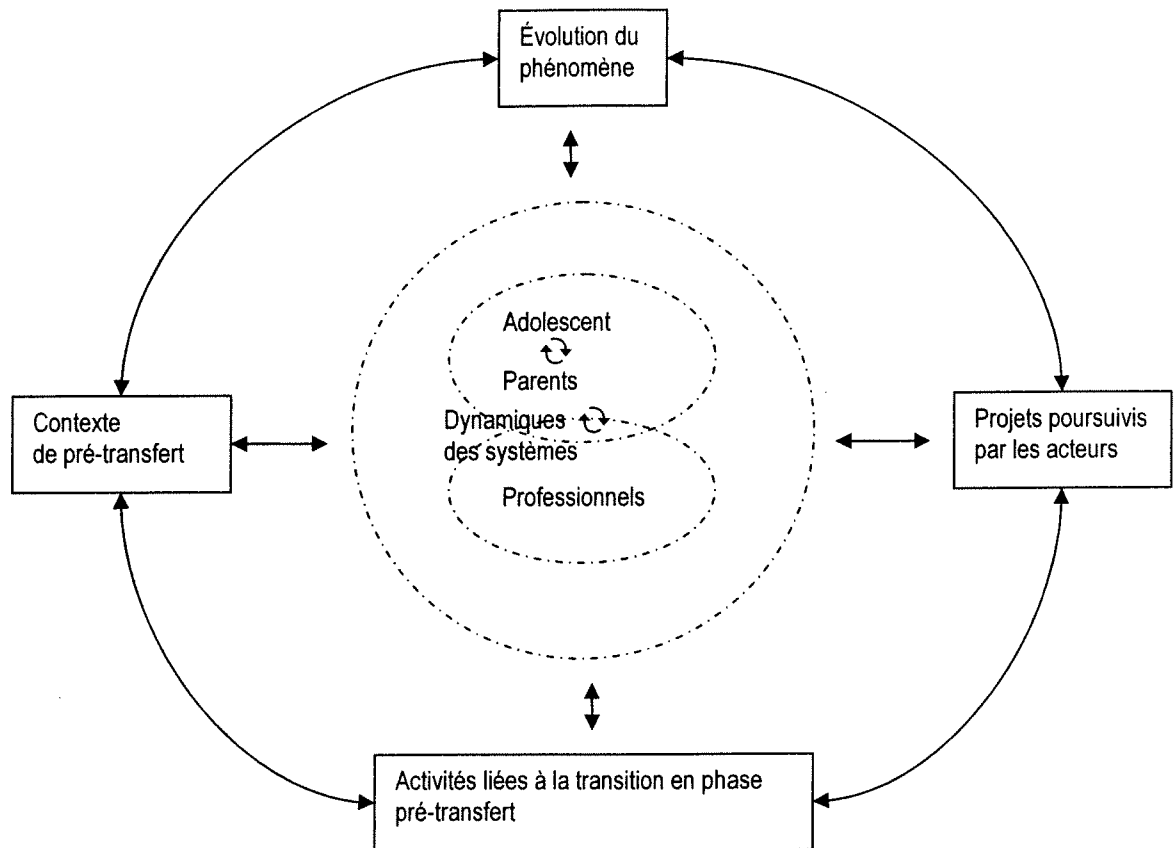 Évolution du
phénomène
Adolescent
Parents
Dynamiques
des systèmes
Professionnels
Contexte
de pré-transfert
Projets poursuivis
par les acteurs
Activités liées à la transition en phase
pré-transfert